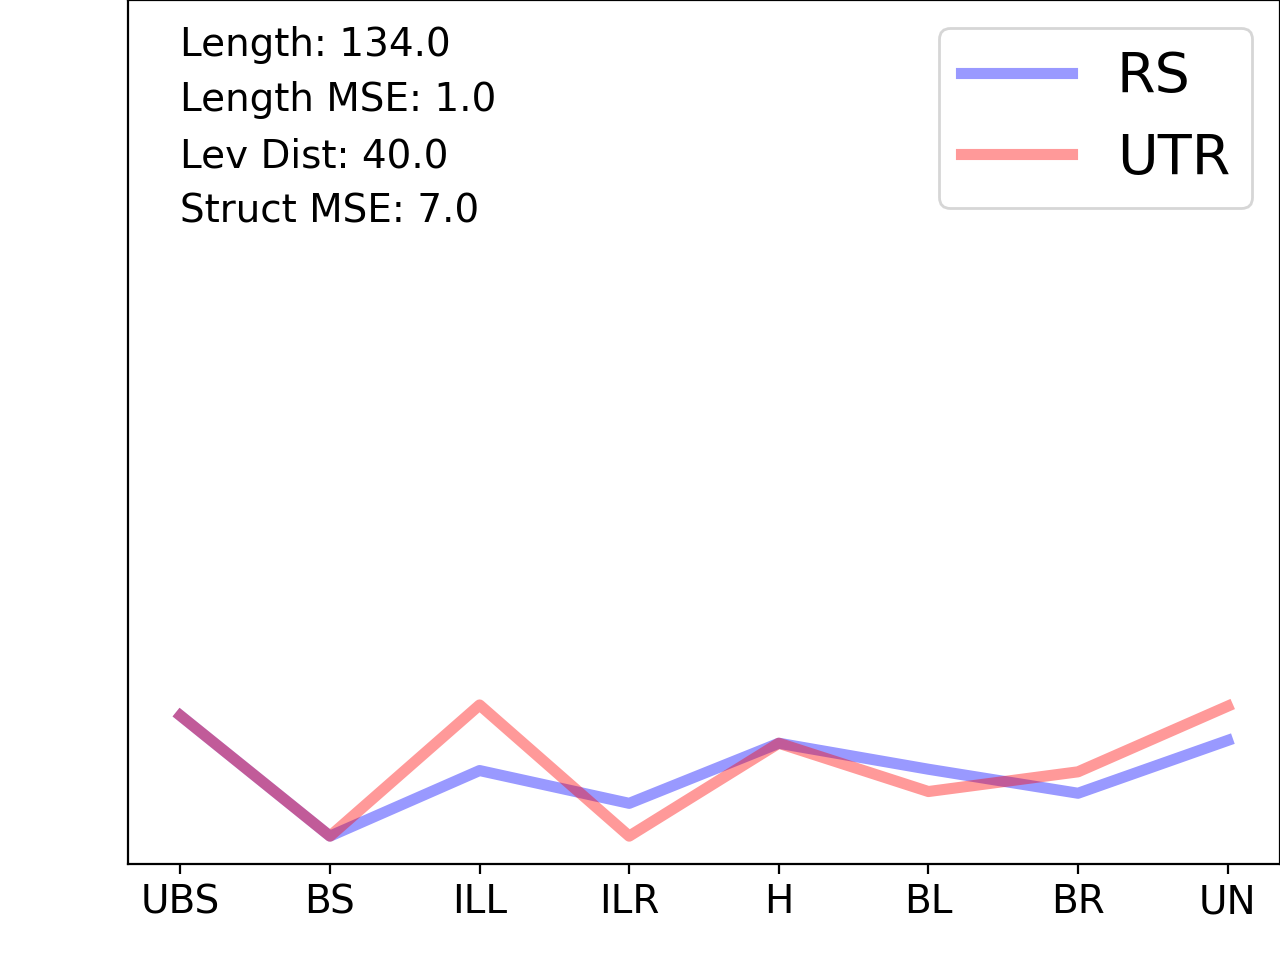 Length: 134.0
Length MSE: 1.0
Lev Dist: 40.0
Struct MSE: 7.0
RS
UTR
UBS BS ILL ILR H BL BR UN